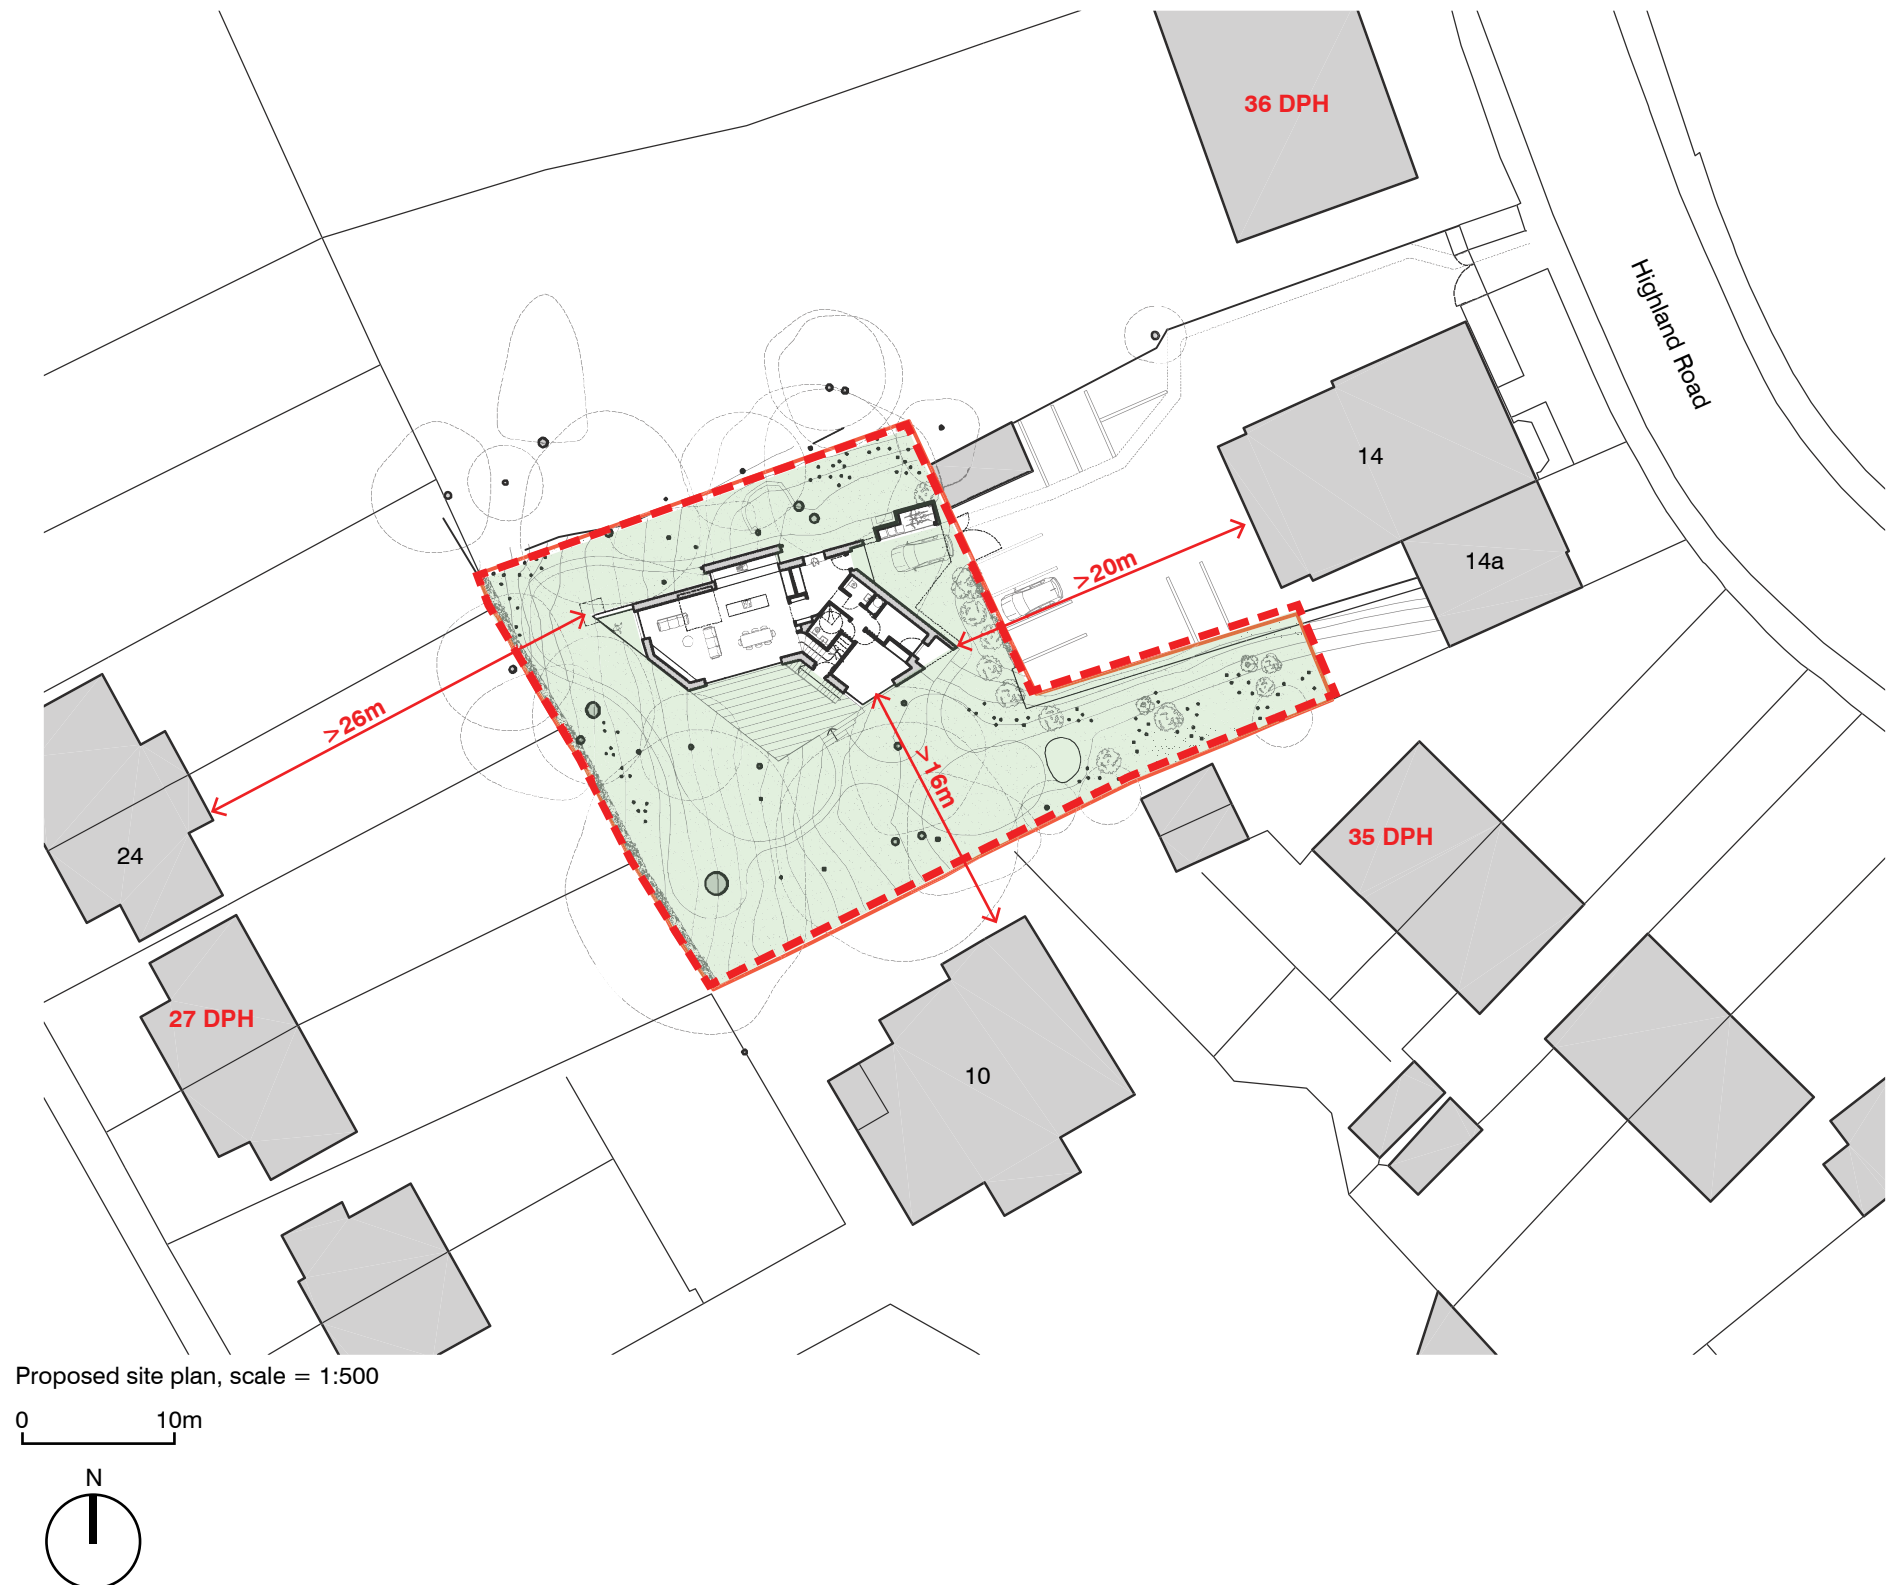 36 DPH
Highland Road
14
14a
>20m
>26m
>16m
24
35 DPH
27 DPH
10
Proposed site plan, scale = 1:500
0 10m
N